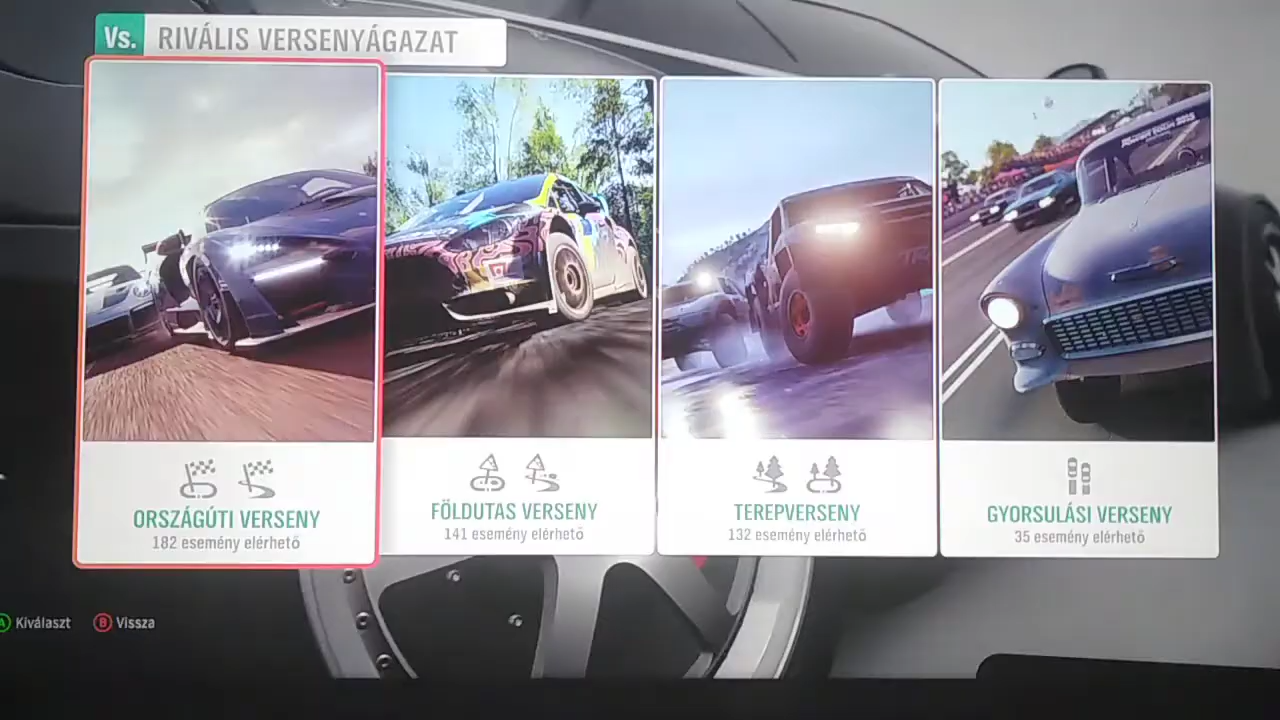 Vs. RIVÁLIS VERSENYÁGAZAT
ORSZÁGÚTI VERSENY
182 esemény elérhető
FÖLDUTAS VERSENY
141 esemény elérhető
TEREPVERSENY
132 esemény elérhető
GYORSULÁSI VERSENY
35 esemény elérhető
A Kiválaszt
B Vissza